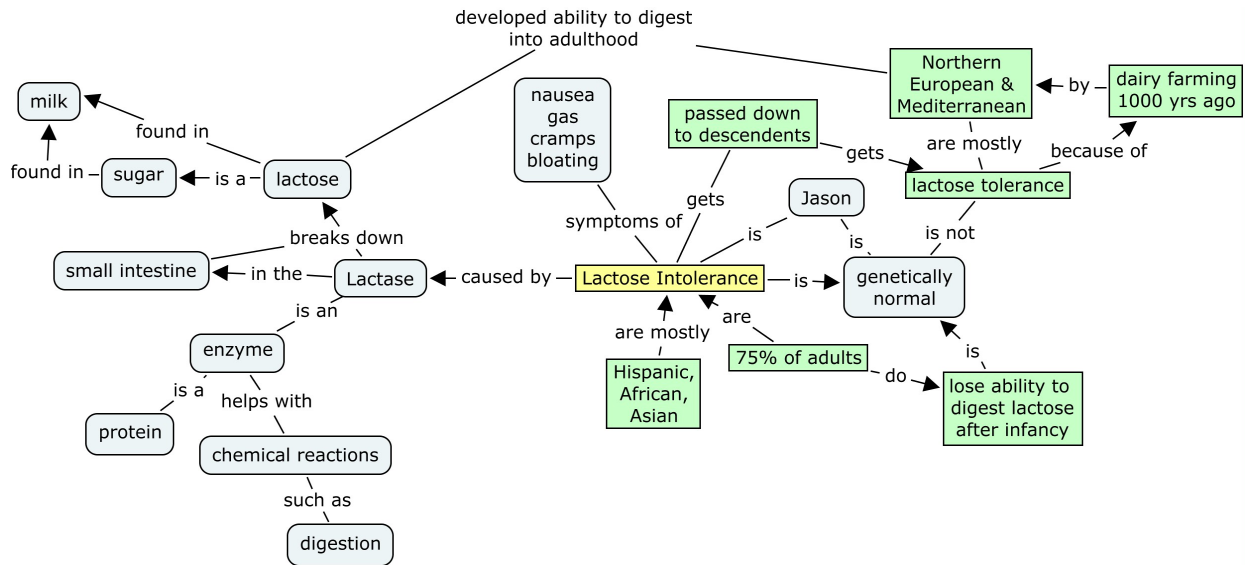 developed ability to digest
into adulthood
Northern
European &
Mediterranean
by
dairy farming
1000 yrs ago
milk
nausea
gas
cramps
bloating
passed down
to descendents
found in
are mostly
because of
found in
sugar
is a
lactose
gets
lactose tolerance
Jason
gets
symptoms of
is
is
is not
breaks down
small intestine
in the
Lactase
caused by
Lactose Intolerance
is
genetically
normal
is an
are
are mostly
enzyme
75% of adults
is
Hispanic,
African,
Asian
do
lose ability to
digest lactose
after infancy
is a
helps with
protein
chemical reactions
such as
digestion